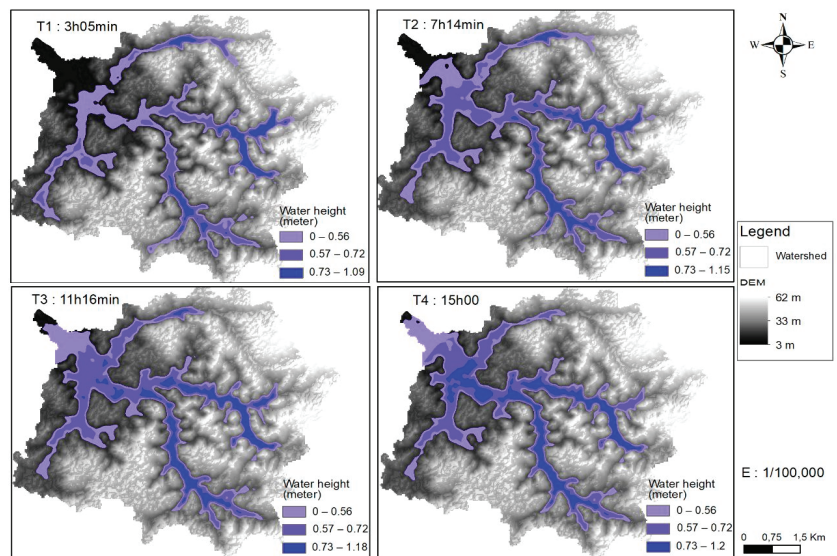 T1 : 3h05min
Water height
(meter)
0 – 0.56
0.57 – 0.72
0.73 – 1.09
T2 : 7h14min
Water height
(meter)
0 – 0.56
0.57 – 0.72
0.73 – 1.15
N
W
E
S
Legend
Watershed
DEM
62 m
33 m
3 m
T3 : 11h16min
Water height
(meter)
0 – 0.56
0.57 – 0.72
0.73 – 1.18
T4 : 15h00
Water height
(meter)
0 – 0.56
0.57 – 0.72
0.73 – 1.2
E : 1/100,000
0 0,75 1,5 Km